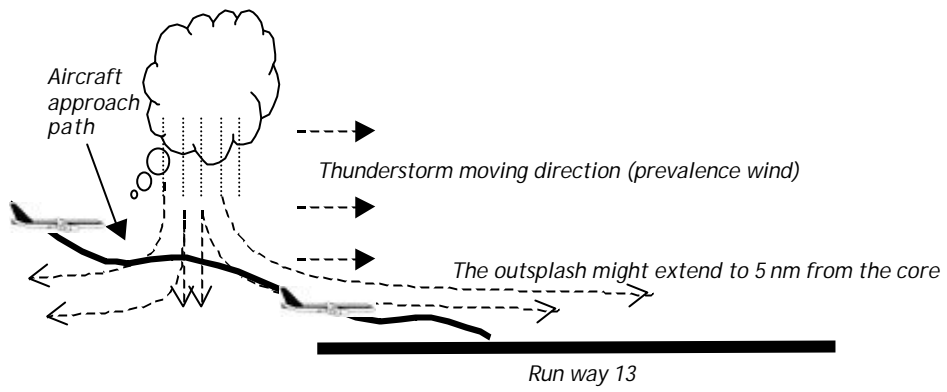 Aircraft
approach
path
Thunderstorm moving direction (prevalence wind)
The outsplash might extend to 5 nm from the core
Run way 13